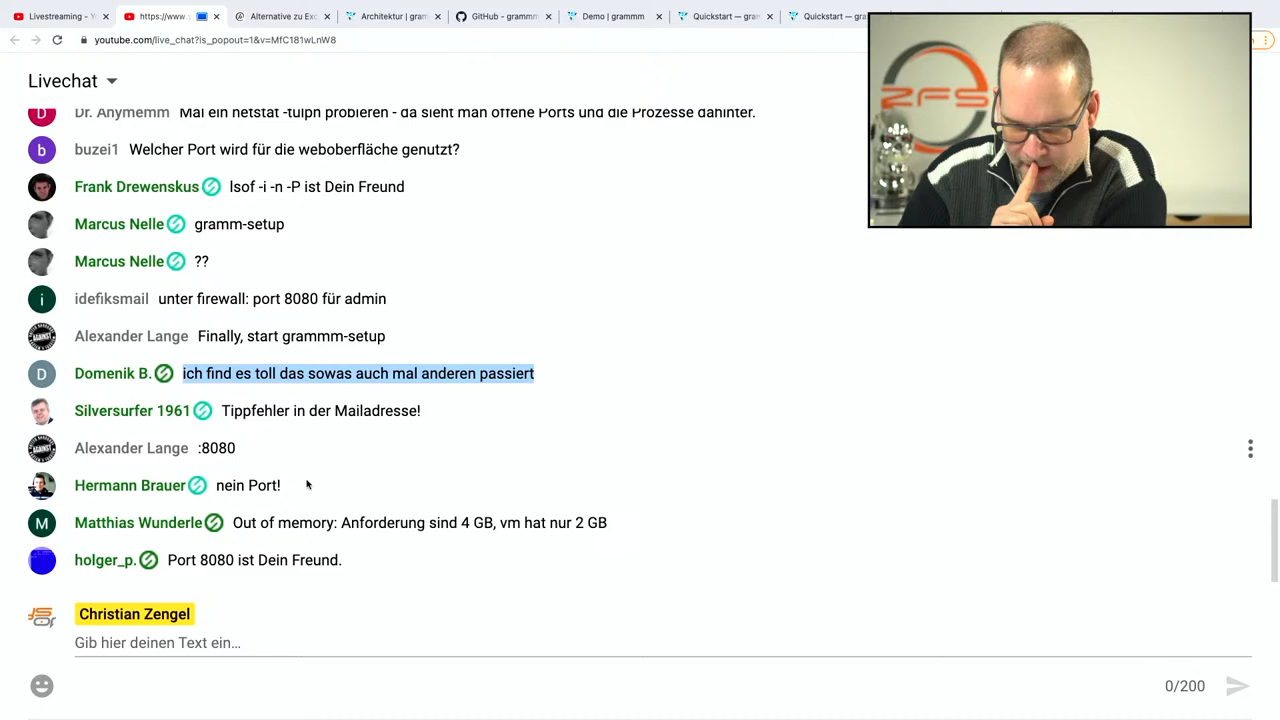 Livestreaming - Y
https://www.y
Alternative zu Exc
Architektur | gram
GitHub - grammm
Demo | grammm
Quickstart — gran
Quickstart — gra
youtube.com/live_chat?is_popout=1&v=MfC181wLnW8
ZFS
Livechat
D Dr. Anymemm Mal ein netstat -tulpn probieren - da sieht man offene Ports und die Prozesse dahinter.
b buzei1 Welcher Port wird für die weboberfläche genutzt?
Frank Drewenskus lsof -i -n -P ist Dein Freund
Marcus Nelle gramm-setup
Marcus Nelle ??
i idefiksmail unter firewall: port 8080 für admin
Alexander Lange Finally, start grammm-setup
D Domenik B. ich find es toll das sowas auch mal anderen passiert
Silversurfer 1961 Tippfehler in der Mailadresse!
Alexander Lange :8080
Hermann Brauer nein Port!
M Matthias Wunderle Out of memory: Anforderung sind 4 GB, vm hat nur 2 GB
holger_p. Port 8080 ist Dein Freund.
Christian Zengel
Gib hier deinen Text ein…
0/200